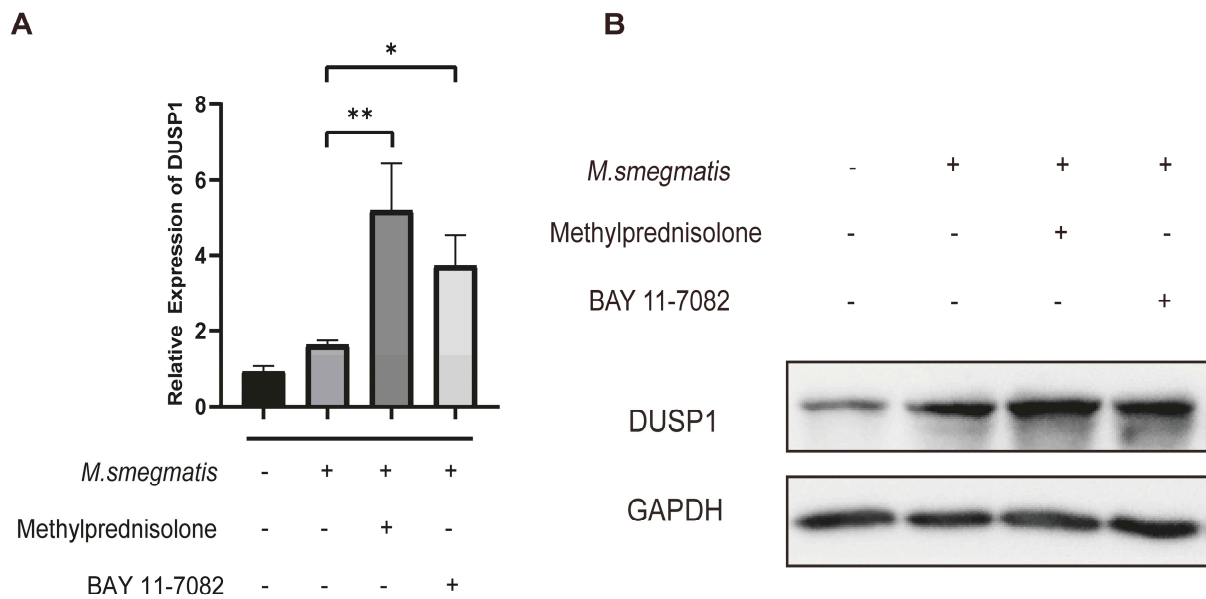 A
*
**
Relative Expression of DUSP1
8
6
4
2
0
M.smegmatis - + + +
Methylprednisolone - - + -
BAY 11-7082 - - - +
B
M.smegmatis - + + +
Methylprednisolone - - + -
BAY 11-7082 - - - +
DUSP1
GAPDH